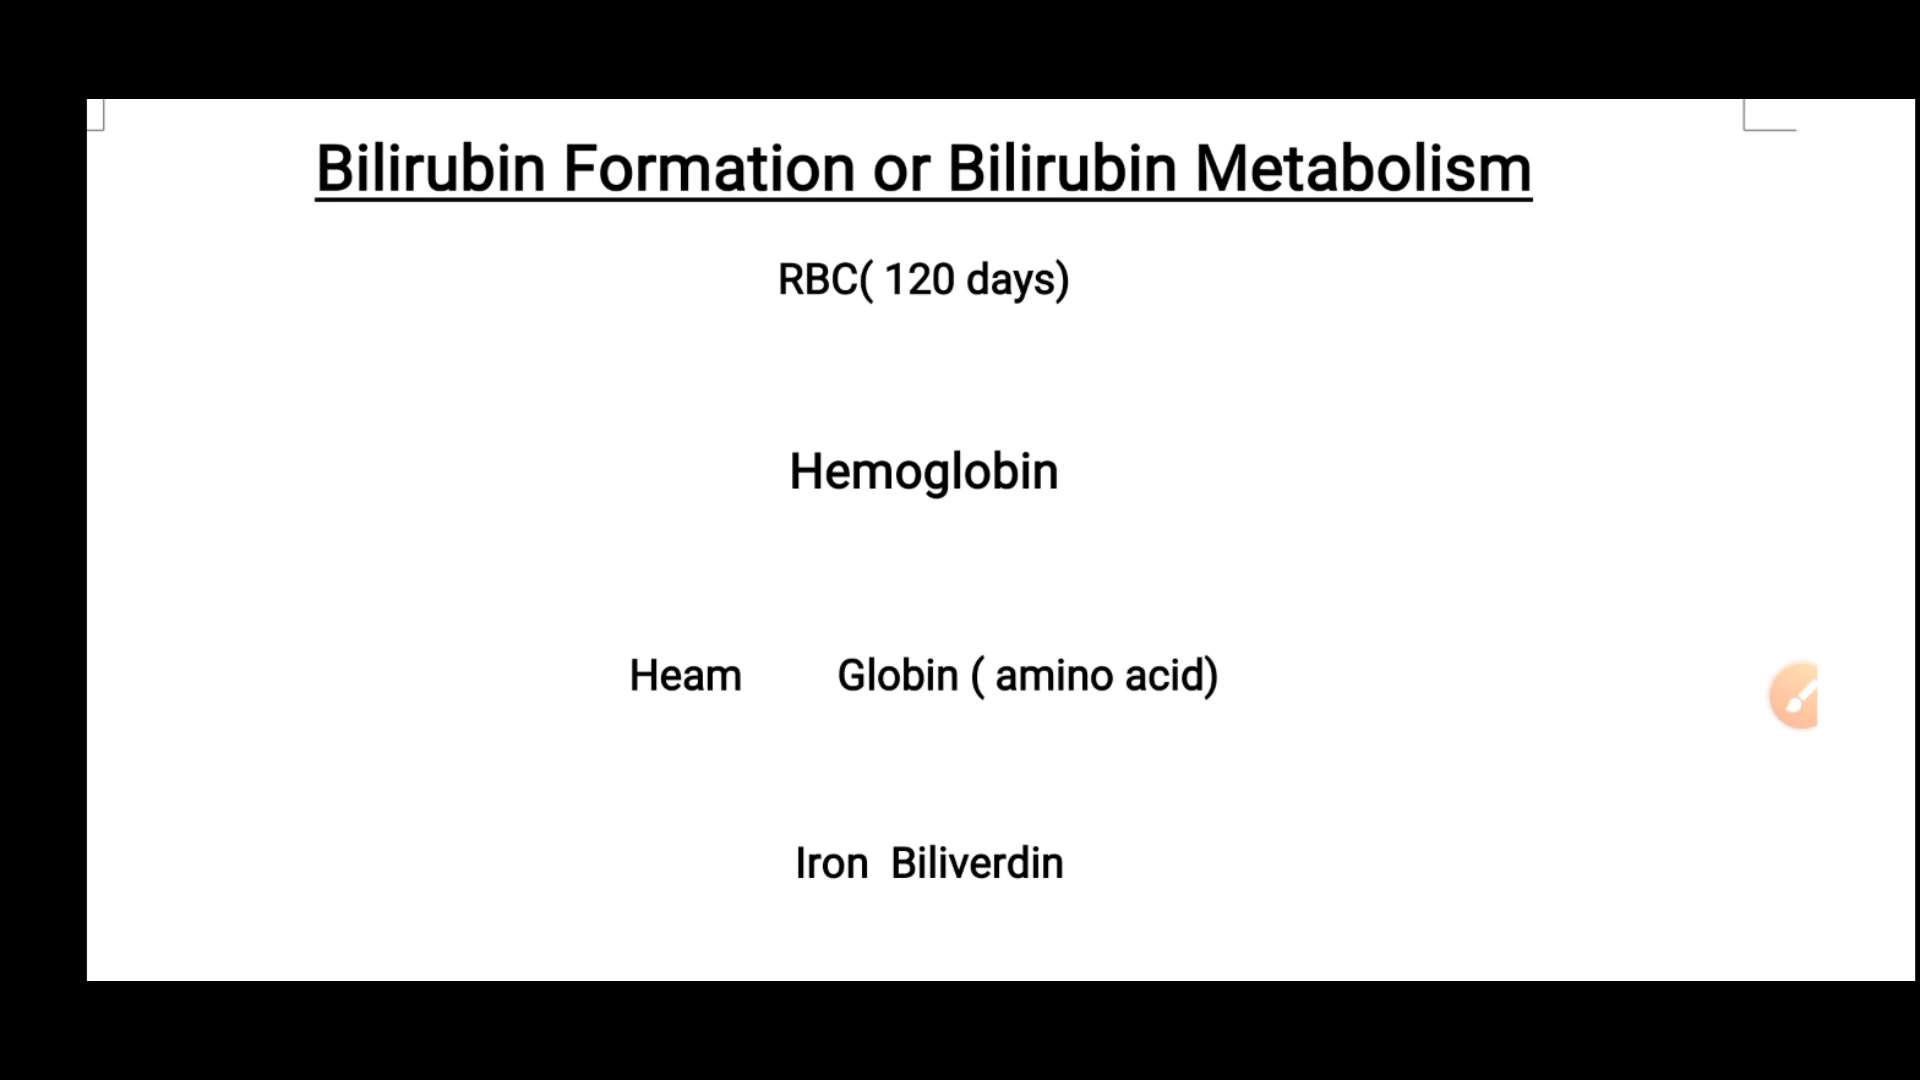 Bilirubin Formation or Bilirubin Metabolism
RBC( 120 days)
Hemoglobin
Heam Globin ( amino acid)
Iron Biliverdin